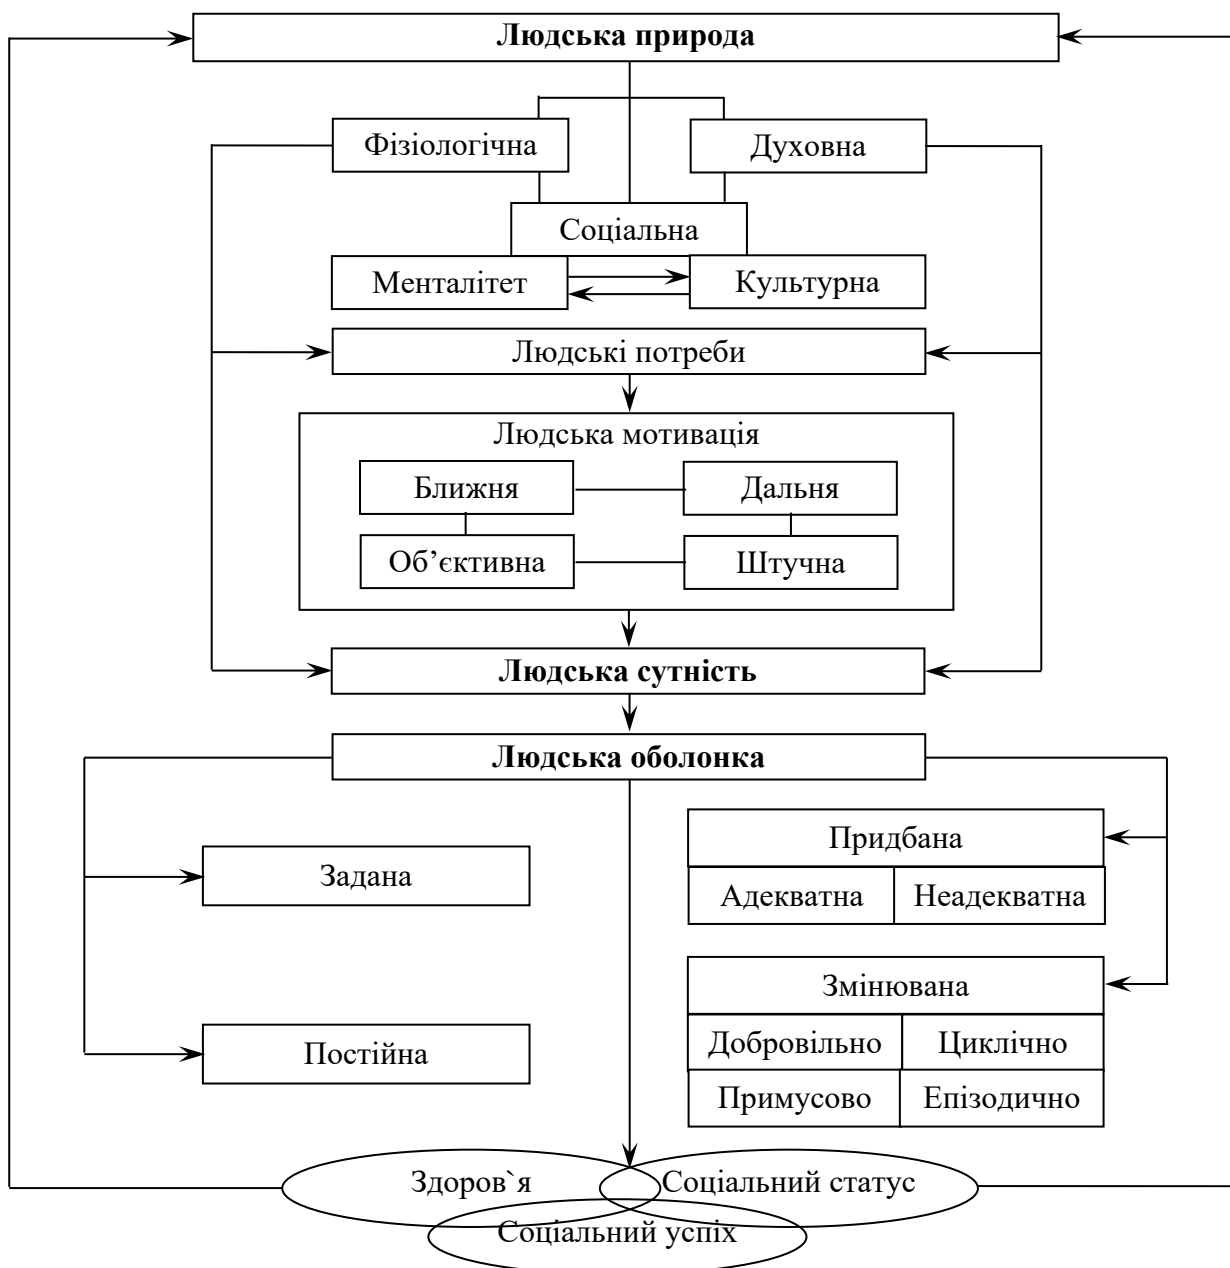 Людська природа
Фізіологічна
Духовна
Соціальна
Менталітет
Культурна
Людські потреби
Людська мотивація
Ближня
Дальня
Об’єктивна
Штучна
Людська сутність
Людська оболонка
Задана
Постійна
Придбана
Адекватна
Неадекватна
Змінювана
Добровільно
Циклічно
Примусово
Епізодично
Здоров`я
Соціальний статус
Соціальний успіх